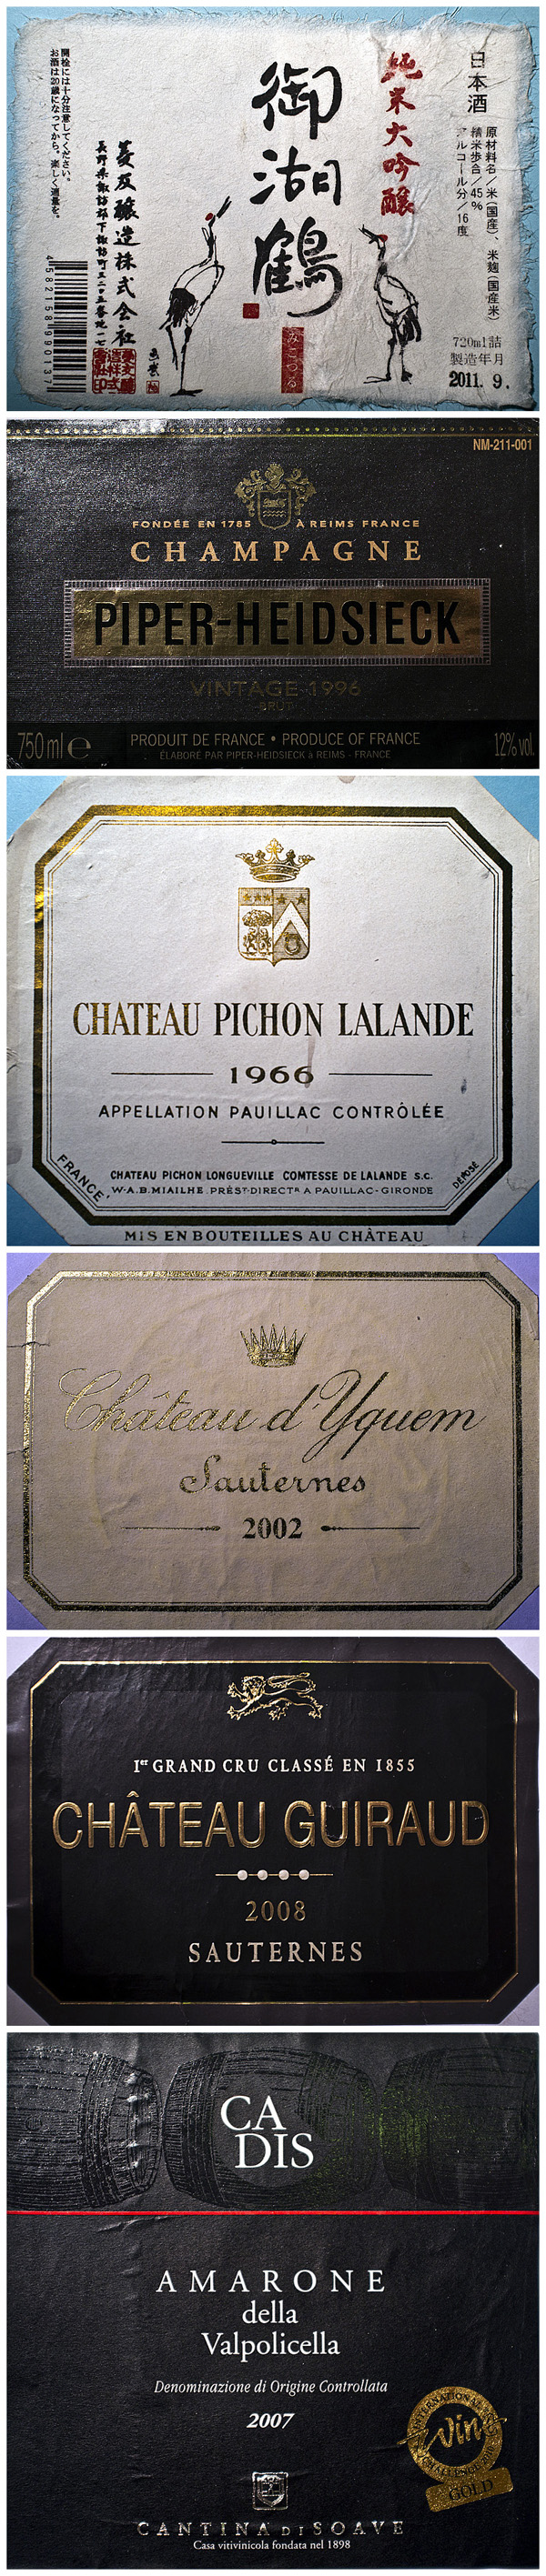 日本酒
原材料名／米(国産)、米麹(国産米)
精米歩合／45%
アルコール分／16度
720ml詰
製造年月
2011. 9.
純米大吟醸
御湖鶴
みこつる
菱友醸造株式会社
長野県諏訪郡下諏訪町三二〇五番地一七
開栓には十分注意してください。
お酒は20歳になってから。楽しく適量を。
4582158990137
NM-211-001
FONDÉE EN 1785 À REIMS FRANCE
CHAMPAGNE
PIPER-HEIDSIECK
VINTAGE 1996
BRUT
750 ml e PRODUIT DE FRANCE • PRODUCE OF FRANCE 12% vol.
ÉLABORÉ PAR PIPER-HEIDSIECK à REIMS - FRANCE
CHATEAU PICHON LALANDE
1966
APPELLATION PAUILLAC CONTRÔLÉE
CHATEAU PICHON LONGUEVILLE COMTESSE DE LALANDE S.C.
W.A.B. MIAILHE PRÉST-DIRECTR A PAUILLAC-GIRONDE
FRANCE
DÉPOSÉ
MIS EN BOUTEILLES AU CHÂTEAU
Château d'Yquem
Sauternes
2002
1er GRAND CRU CLASSÉ EN 1855
CHÂTEAU GUIRAUD
2008
SAUTERNES
CA
DIS
AMARONE
della
Valpolicella
Denominazione di Origine Controllata
2007
INTERNATIONAL
wine
CHALLENGE
GOLD
CANTINA DI SOAVE
Casa vitivinicola fondata nel 1898